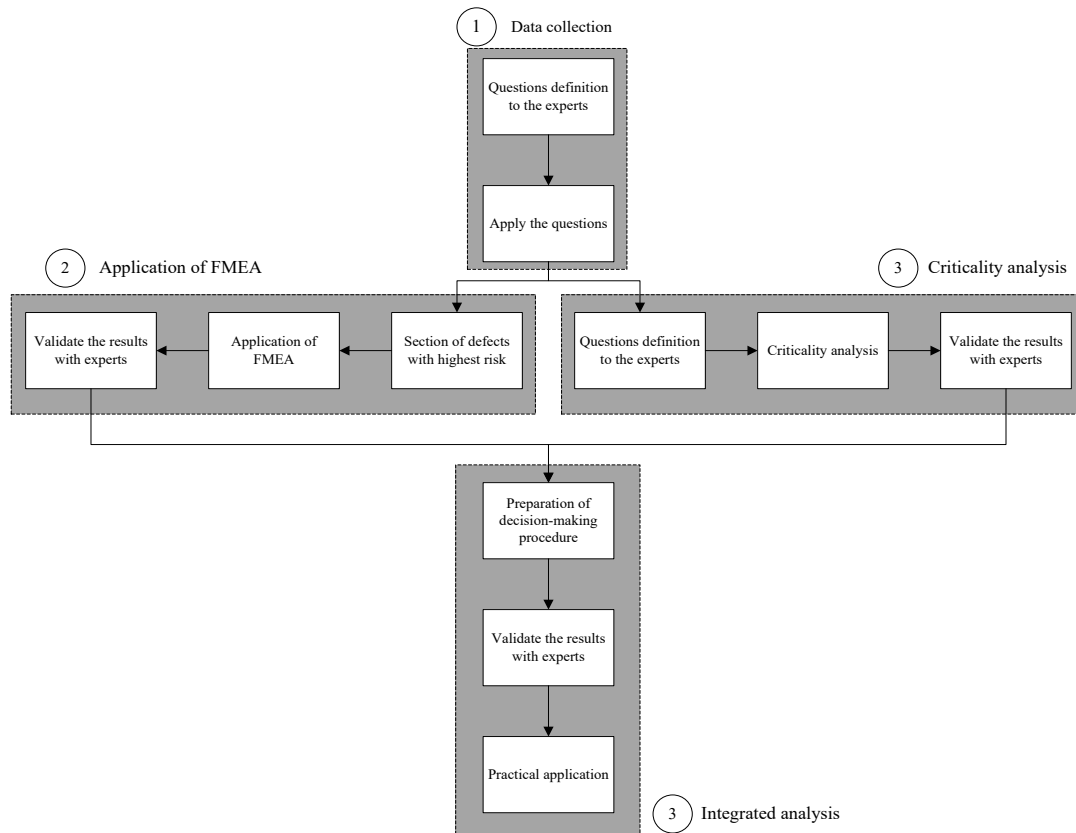 1 Data collection
Questions definition
to the experts
Apply the questions
2 Application of FMEA
Validate the results
with experts
Application of
FMEA
Section of defects
with highest risk
3 Criticality analysis
Questions definition
to the experts
Criticality analysis
Validate the results
with experts
Preparation of
decision-making
procedure
Validate the results
with experts
Practical application
3 Integrated analysis